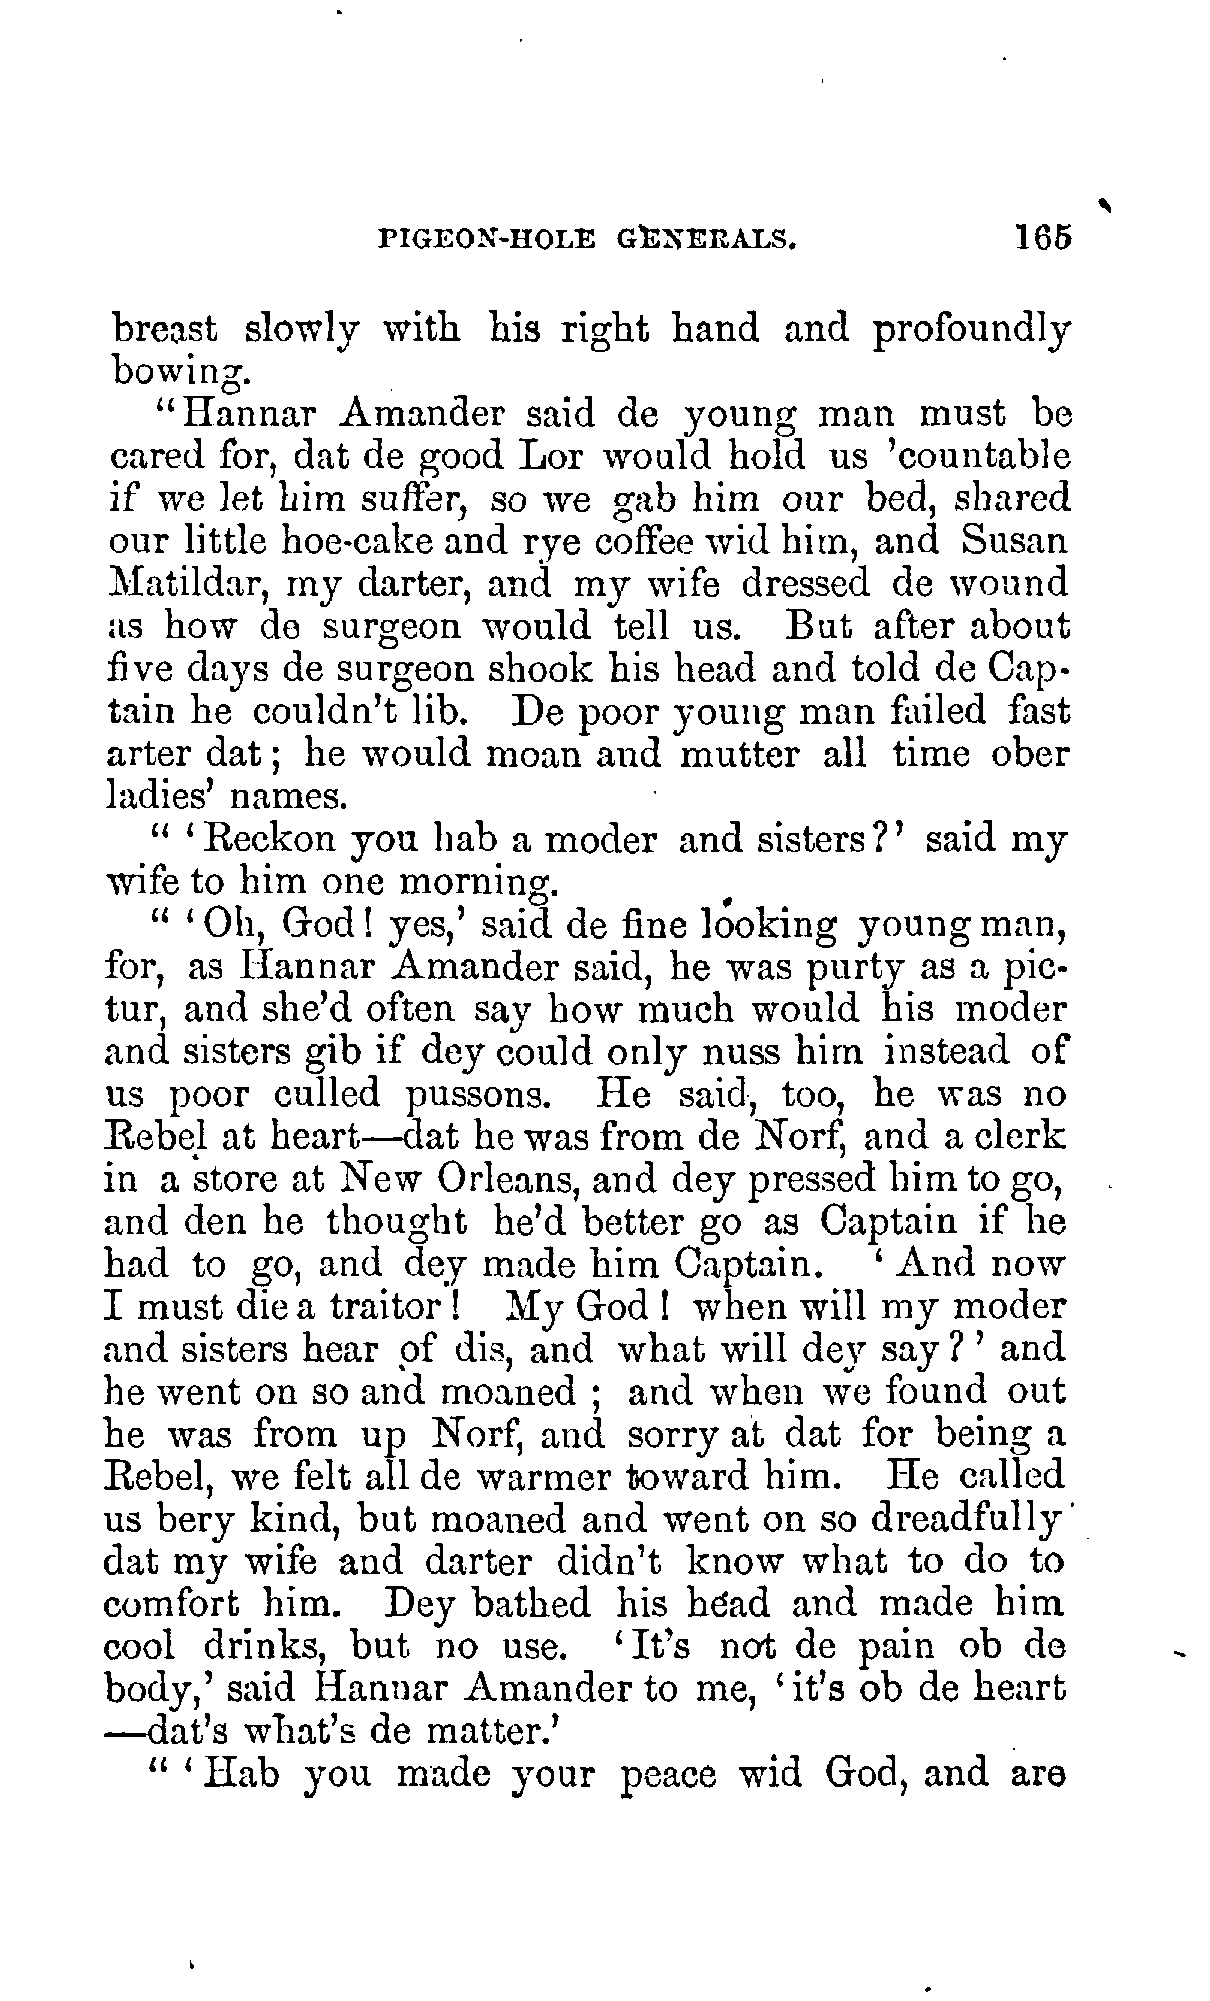 PIGEON-HOLE GENERALS. 165
breast slowly with his right hand and profoundly
bowing.
"Hannar Amander said de young man must be
cared for, dat de good Lor would hold us 'countable
if we let him suffer, so we gab him our bed, shared
our little hoe-cake and rye coffee wid him, and Susan
Matildar, my darter, and my wife dressed de wound
as how de surgeon would tell us. But after about
five days de surgeon shook his head and told de Cap-
tain he couldn't lib. De poor young man failed fast
arter dat; he would moan and mutter all time ober
ladies' names.
" 'Reckon you hab a moder and sisters?' said my
wife to him one morning.
" 'Oh, God! yes,' said de fine looking young man,
for, as Hannar Amander said, he was purty as a pic-
tur, and she'd often say how much would his moder
and sisters gib if dey could only nuss him instead of
us poor culled pussons. He said, too, he was no
Rebel at heart—dat he was from de Norf, and a clerk
in a store at New Orleans, and dey pressed him to go,
and den he thought he'd better go as Captain if he
had to go, and dey made him Captain. 'And now
I must die a traitor! My God! when will my moder
and sisters hear of dis, and what will dey say?' and
he went on so and moaned; and when we found out
he was from up Norf, and sorry at dat for being a
Rebel, we felt all de warmer toward him. He called
us bery kind, but moaned and went on so dreadfully
dat my wife and darter didn't know what to do to
comfort him. Dey bathed his head and made him
cool drinks, but no use. 'It's not de pain ob de
body,' said Hannar Amander to me, 'it's ob de heart
—dat's what's de matter.'
" 'Hab you made your peace wid God, and are